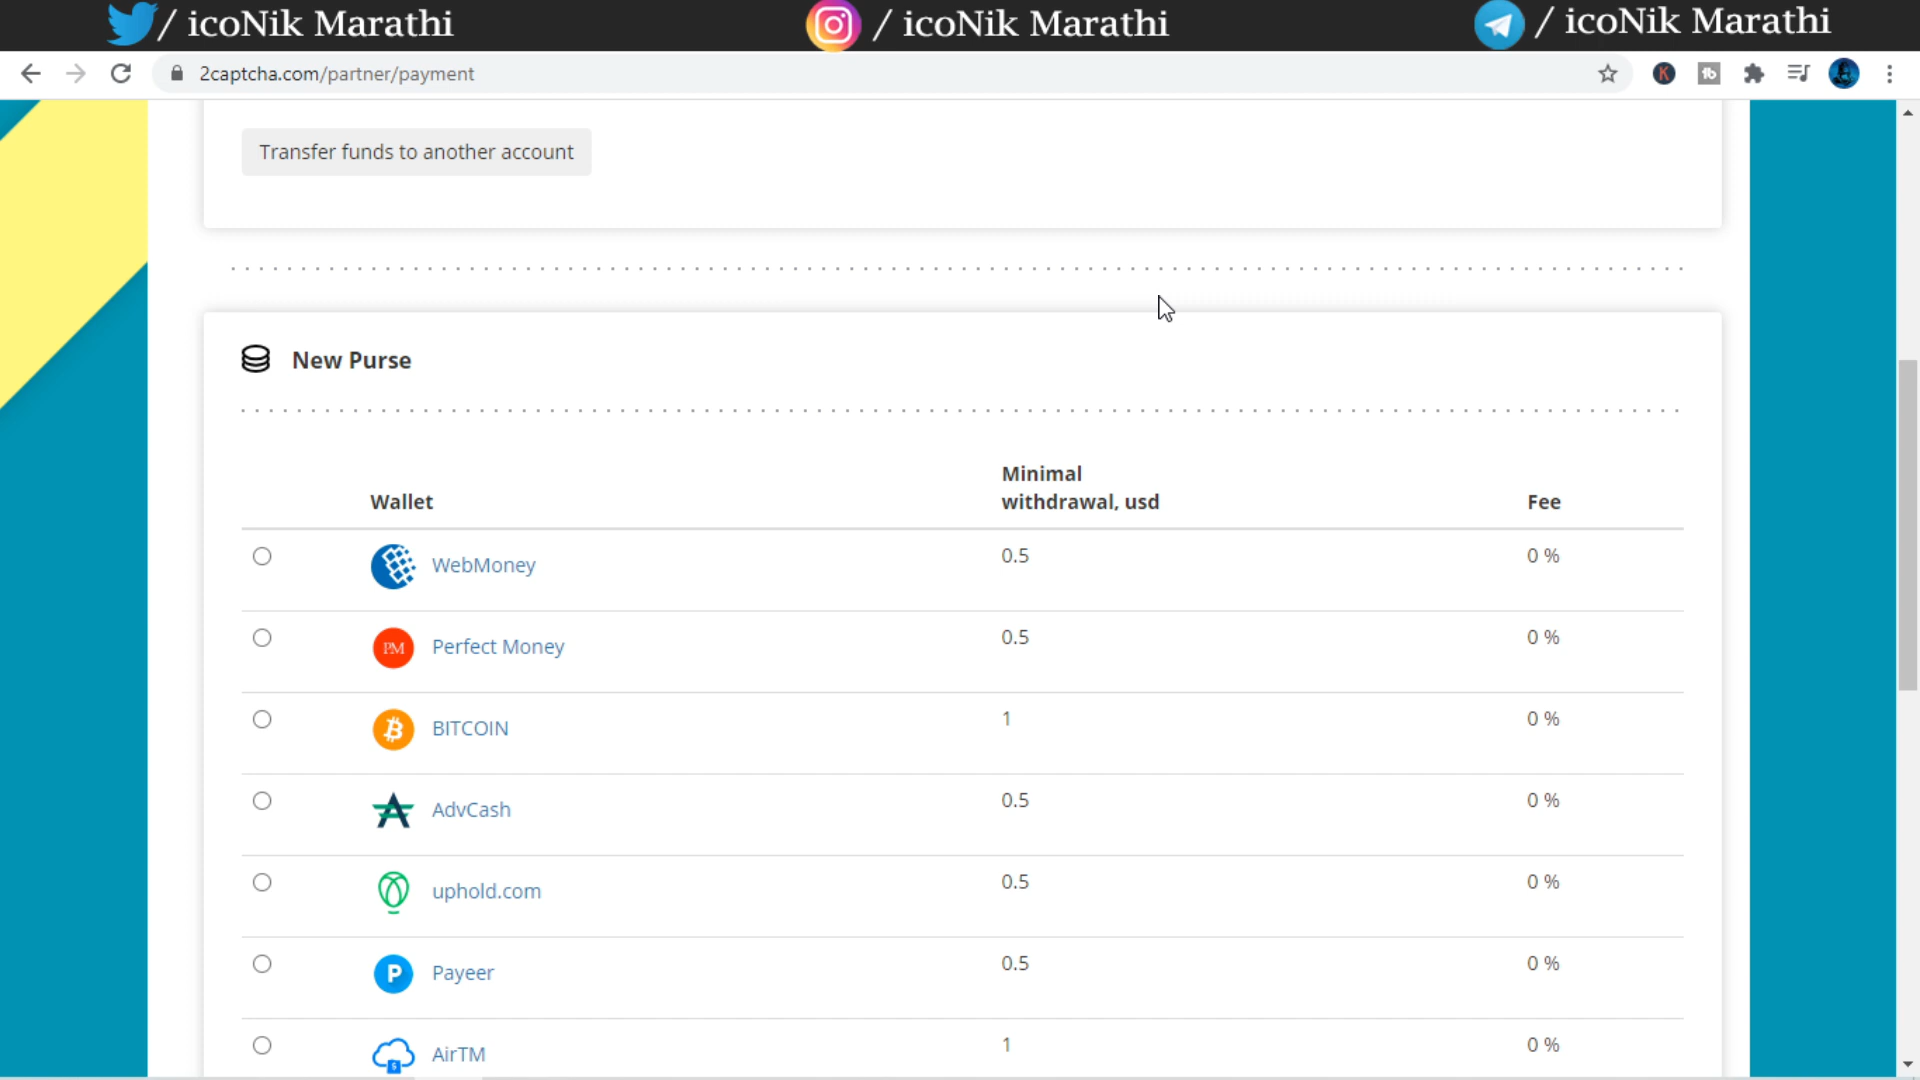 / icoNik Marathi / icoNik Marathi / icoNik Marathi
2captcha.com/partner/payment
Transfer funds to another account
New Purse
Minimal
Wallet withdrawal, usd Fee
WebMoney 0.5 0 %
PM Perfect Money 0.5 0 %
BITCOIN 1 0 %
AdvCash 0.5 0 %
uphold.com 0.5 0 %
P Payeer 0.5 0 %
AirTM 1 0 %